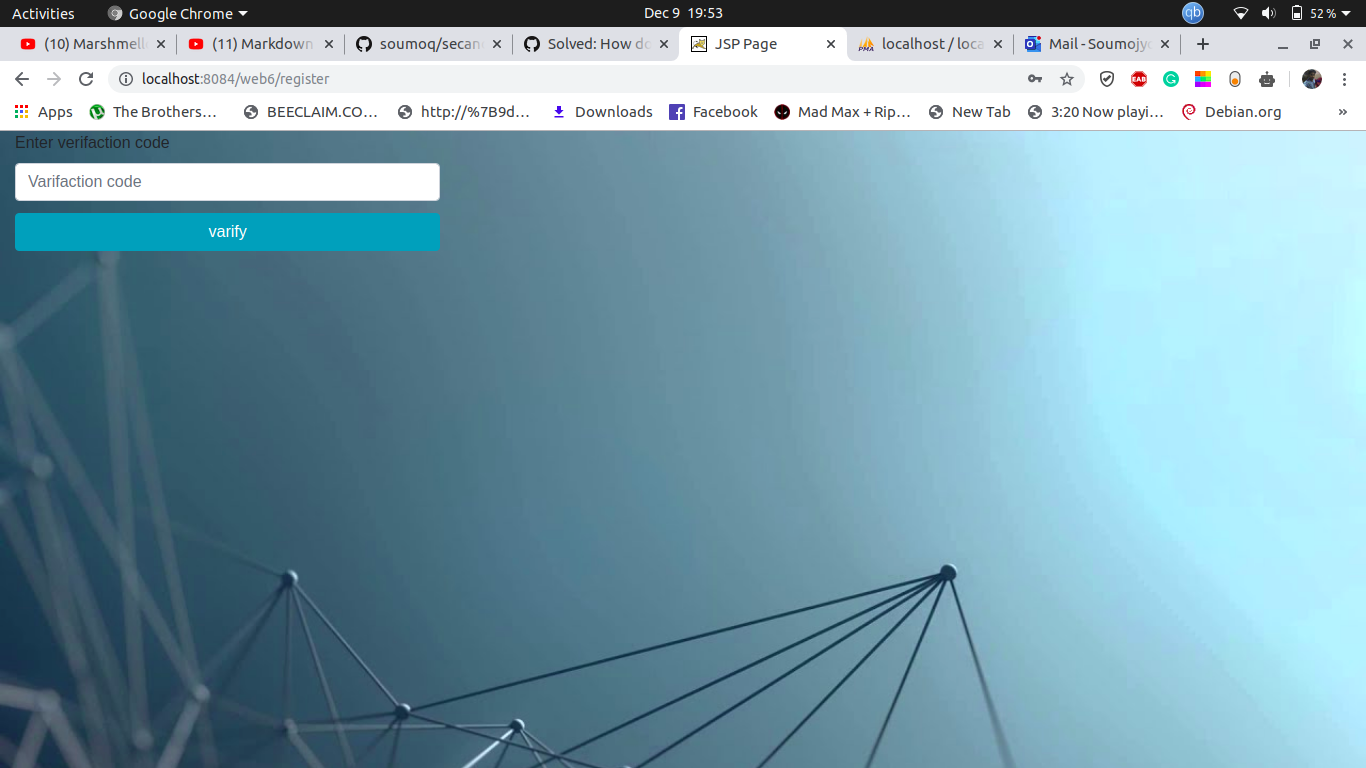 Activities Google Chrome Dec 9 19:53 qb 52 %
(10) Marshmell (11) Markdown soumoq/secan Solved: How do JSP Page PMA localhost / loca Mail - Soumojy
localhost:8084/web6/register EAB
Apps The Brothers… BEECLAIM.CO… http://%7B9d… Downloads Facebook Mad Max + Rip… New Tab 3:20 Now playi… Debian.org »
Enter verifaction code
Varifaction code
varify